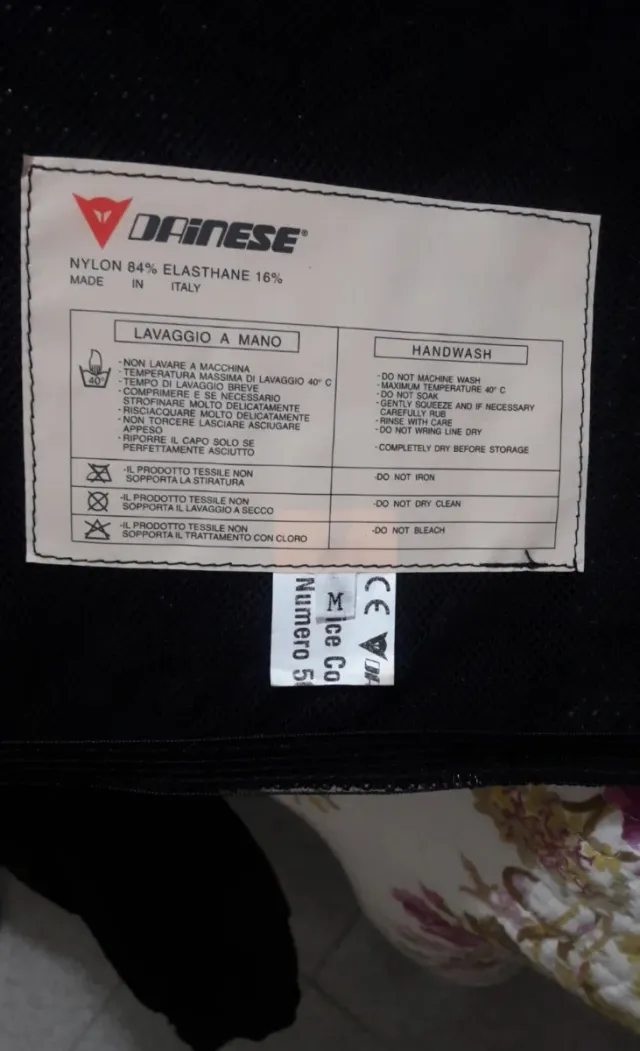 DAINESE®
NYLON 84% ELASTHANE 16%
MADE IN ITALY
LAVAGGIO A MANO
40°
-NON LAVARE A MACCHINA
-TEMPERATURA MASSIMA DI LAVAGGIO 40° C
-TEMPO DI LAVAGGIO BREVE
-COMPRIMERE E SE NECESSARIO
STROFINARE MOLTO DELICATAMENTE
-RISCIACQUARE MOLTO DELICATAMENTE
-NON TORCERE LASCIARE ASCIUGARE
APPESO
-RIPORRE IL CAPO SOLO SE
PERFETTAMENTE ASCIUTTO
HANDWASH
-DO NOT MACHINE WASH
-MAXIMUM TEMPERATURE 40° C
-DO NOT SOAK
-GENTLY SQUEEZE AND IF NECESSARY
CAREFULLY RUB
-RINSE WITH CARE
-DO NOT WRING LINE DRY
-COMPLETELY DRY BEFORE STORAGE
-IL PRODOTTO TESSILE NON
SOPPORTA LA STIRATURA
-DO NOT IRON
-IL PRODOTTO TESSILE NON
SOPPORTA IL LAVAGGIO A SECCO
-DO NOT DRY CLEAN
-IL PRODOTTO TESSILE NON
SOPPORTA IL TRATTAMENTO CON CLORO
-DO NOT BLEACH
CE
M
ice Co
Numero 5